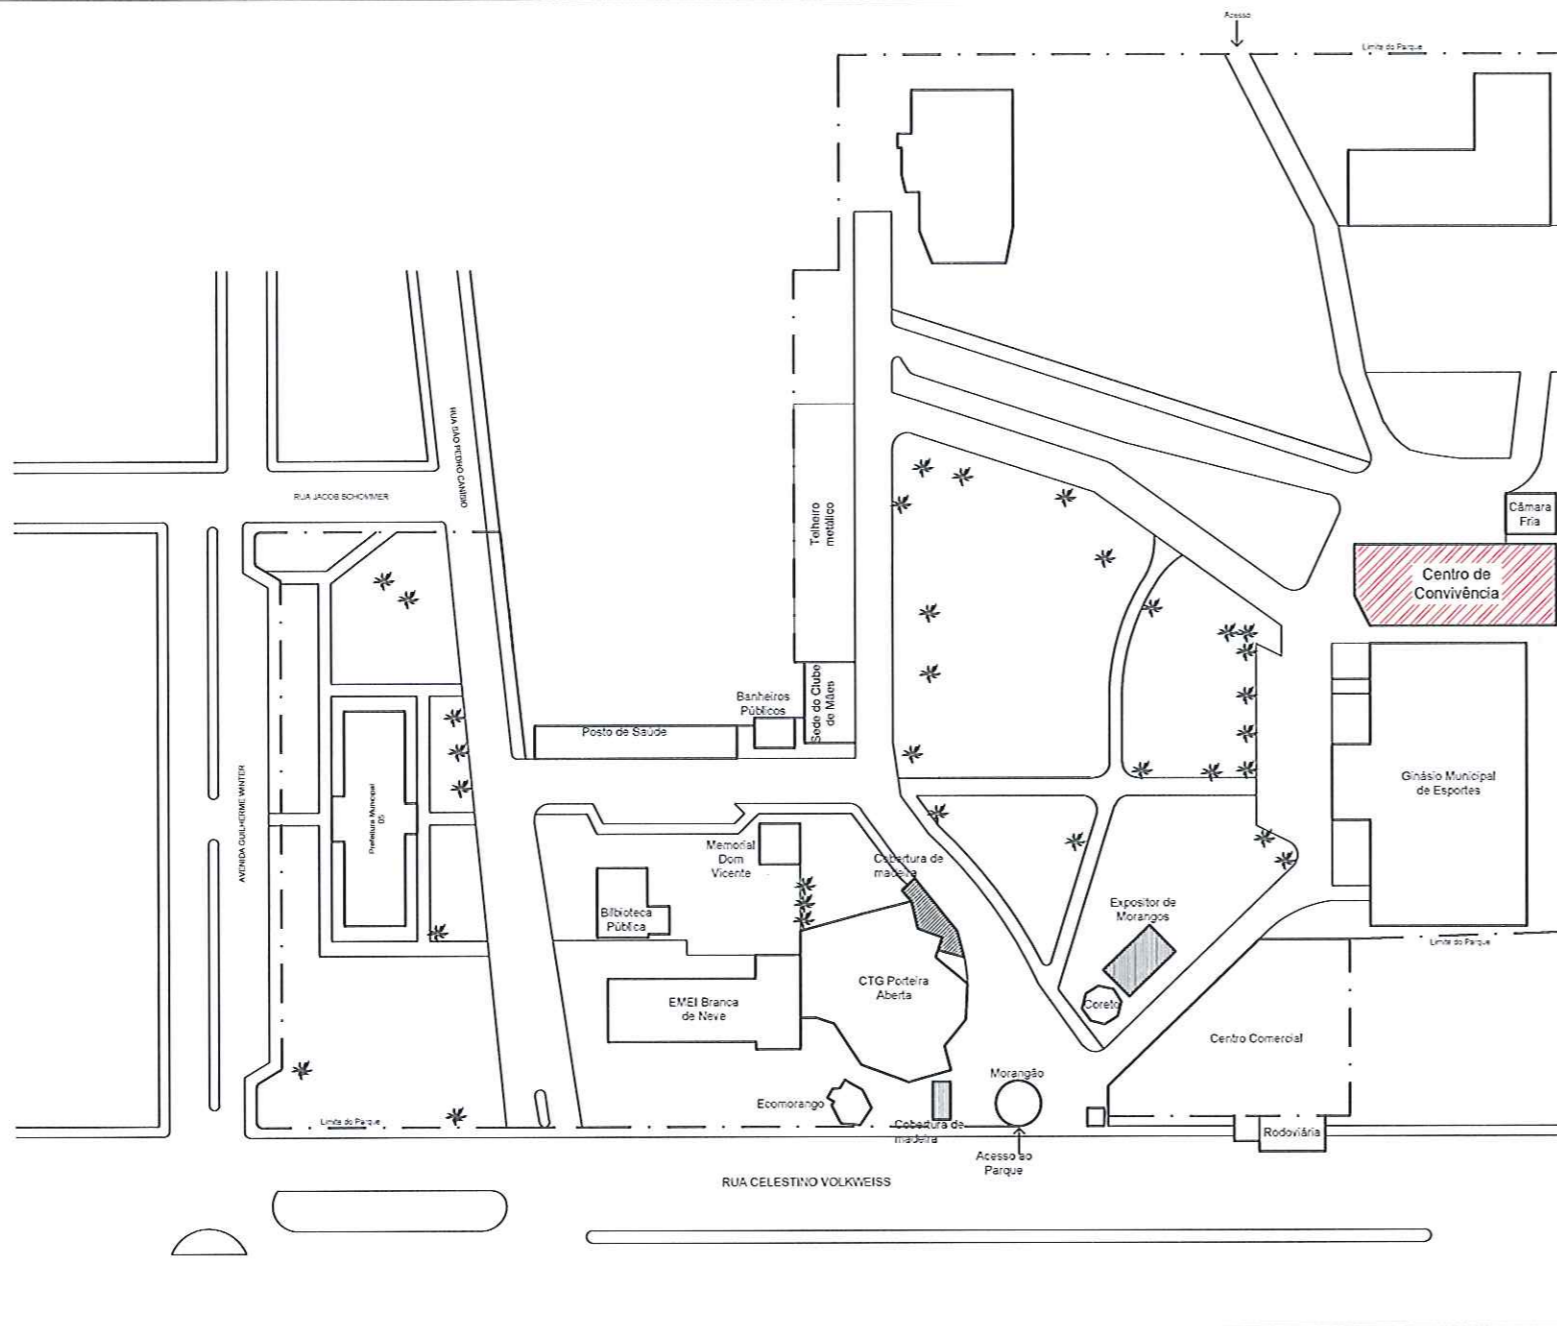 Acesso
Limite do Parque
RUA SÃO PEDRO CANISIO
RUA JACOB SCHOMMER
Telheiro
metálico
Câmara
Fria
Centro de
Convivência
Sede do Clube
de Mães
Banheiros
Públicos
Posto de Saúde
AVENIDA GUILHERME WINTER
Prefeitura Municipal
05
Ginásio Municipal
de Esportes
Memorial
Dom
Vicente
Cobertura de
madeira
Biblioteca
Pública
Expositor de
Morangos
Limite do Parque
CTG Porteira
Aberta
EMEI Branca
de Neve
Coreto
Centro Comercial
Morangão
Ecomorango
Limite do Parque
Cobertura de
madeira
Rodoviária
Acesso ao
Parque
RUA CELESTINO VOLKWEISS